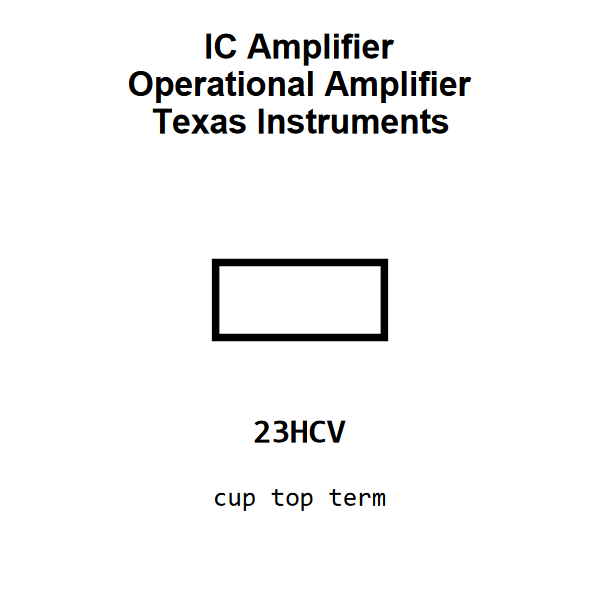 IC Amplifier
Operational Amplifier
Texas Instruments
23HCV
cup top term